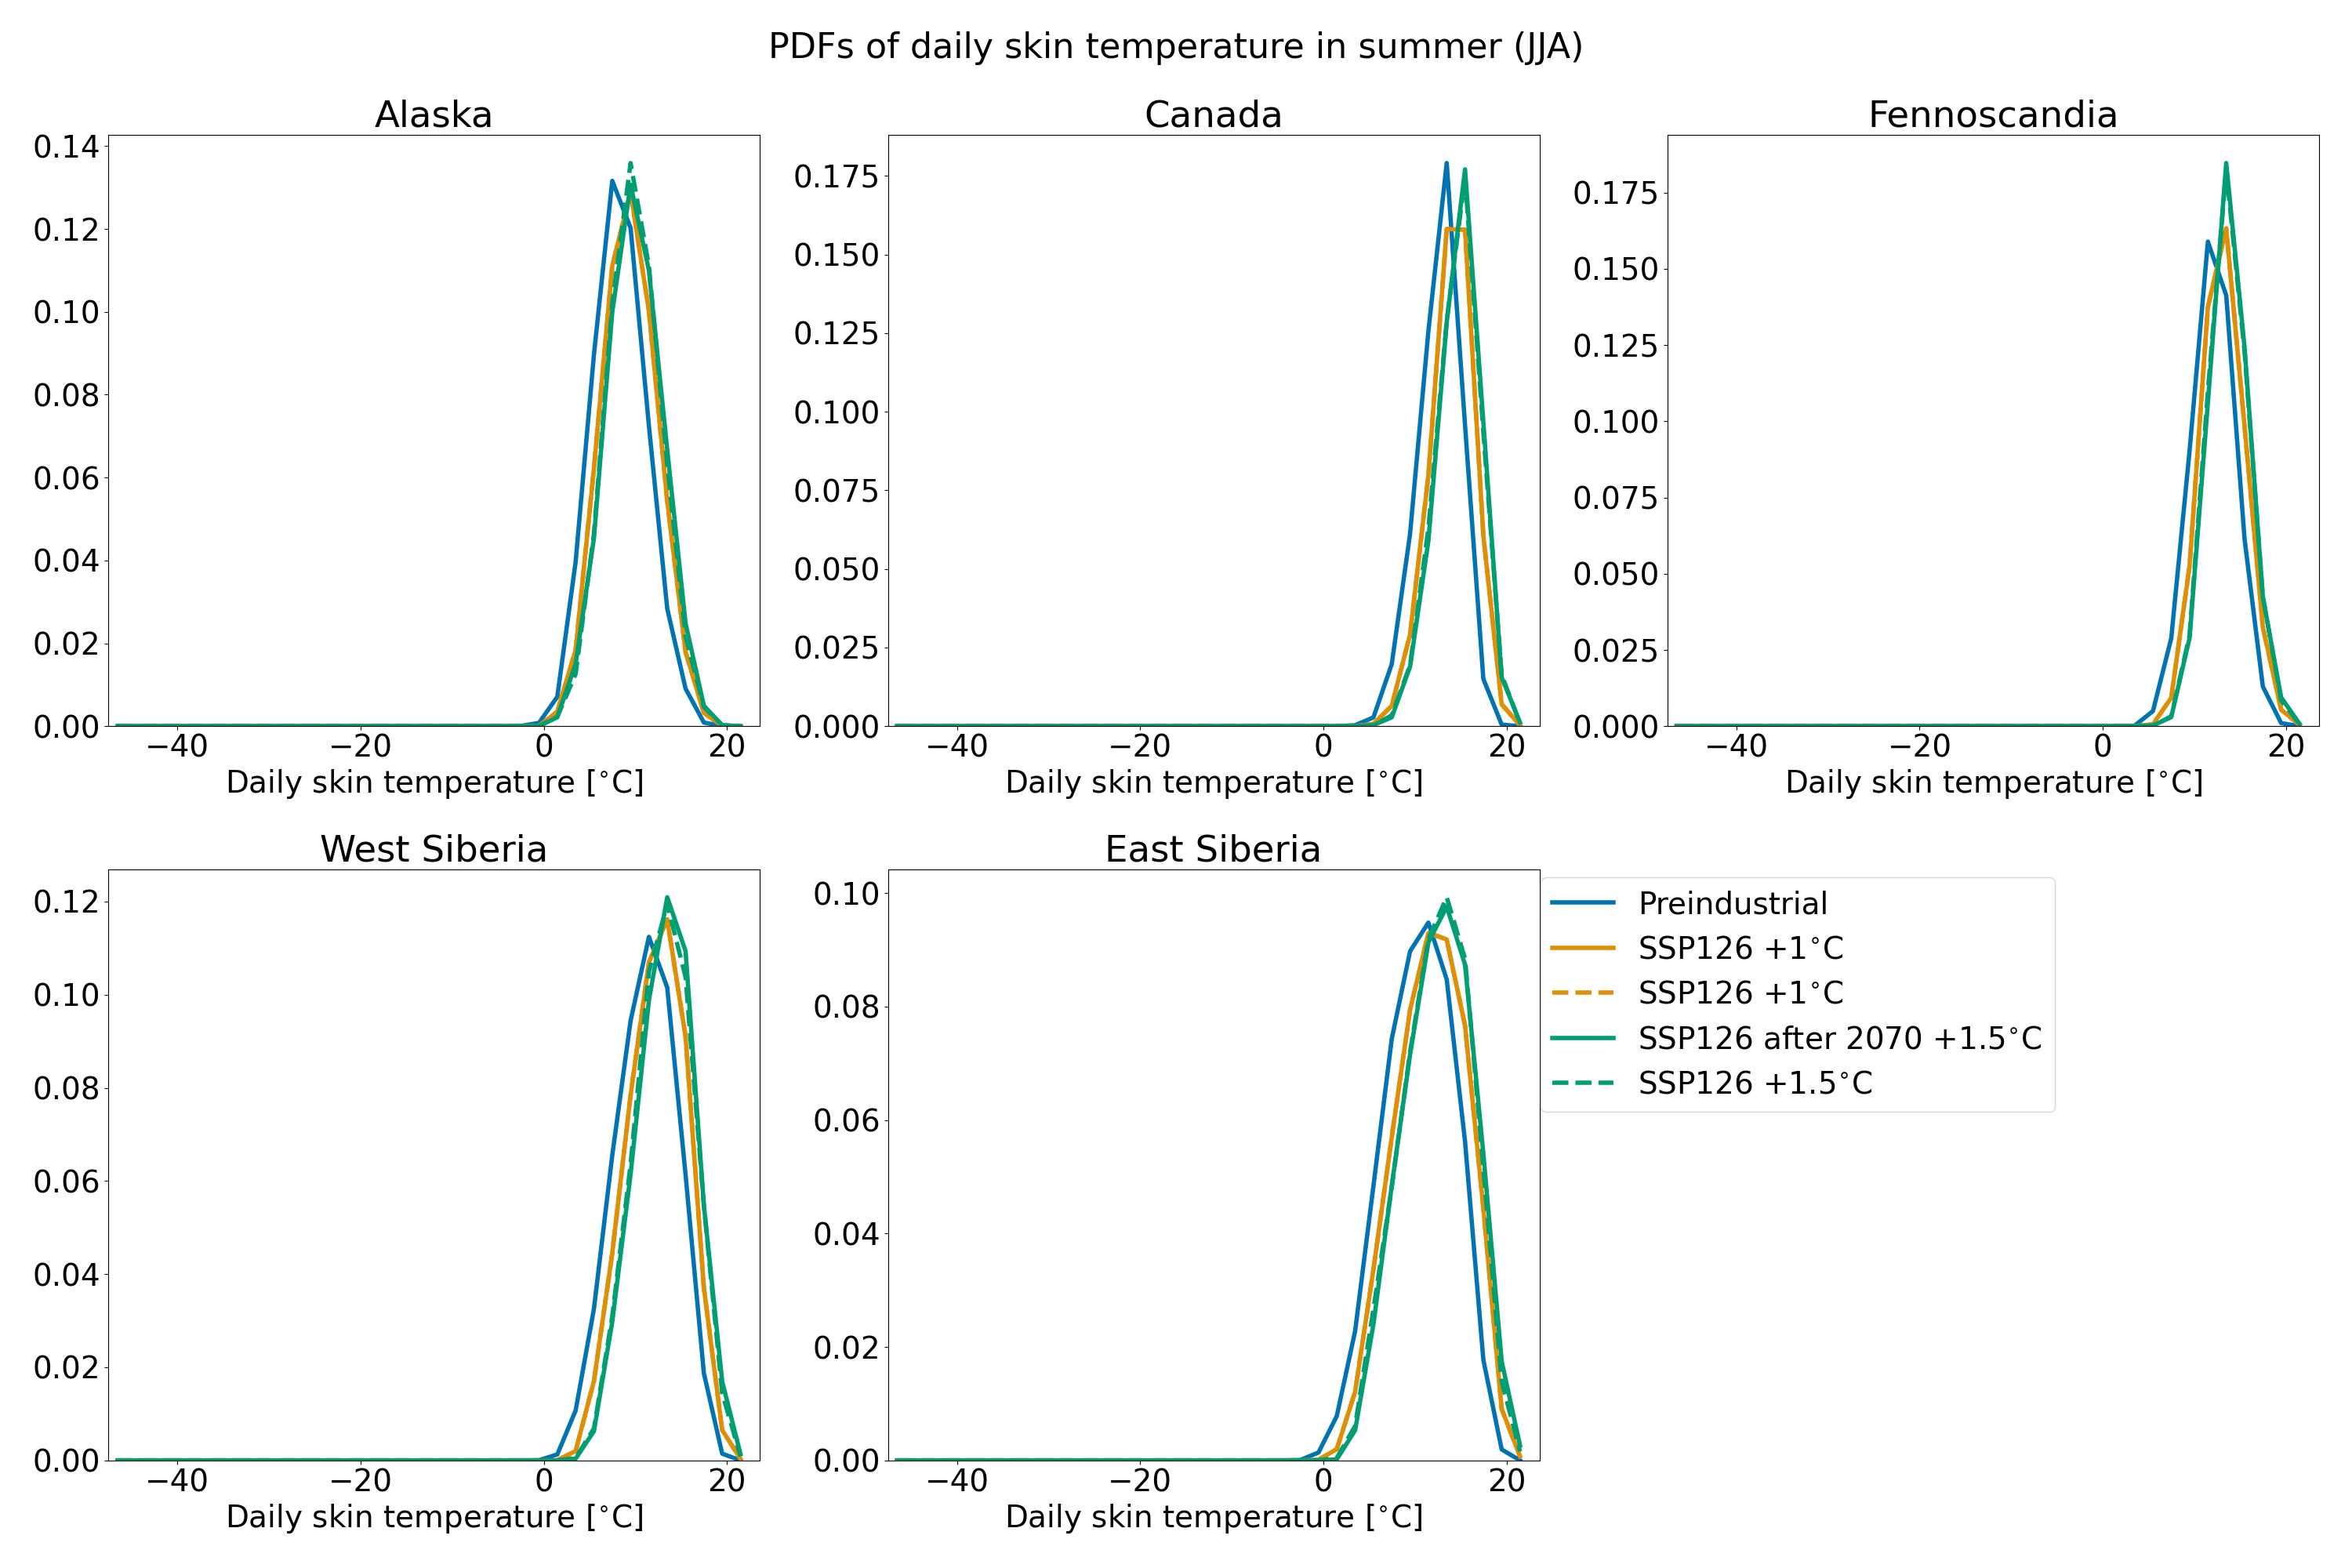 PDFs of daily skin temperature in summer (JJA)
Alaska
0.14
0.12
0.10
0.08
0.06
0.04
0.02
0.00
−40 −20 0 20
Daily skin temperature [°C]
Canada
0.175
0.150
0.125
0.100
0.075
0.050
0.025
0.000
−40 −20 0 20
Daily skin temperature [°C]
Fennoscandia
0.175
0.150
0.125
0.100
0.075
0.050
0.025
0.000
−40 −20 0 20
Daily skin temperature [°C]
West Siberia
0.12
0.10
0.08
0.06
0.04
0.02
0.00
−40 −20 0 20
Daily skin temperature [°C]
East Siberia
0.10
0.08
0.06
0.04
0.02
0.00
−40 −20 0 20
Daily skin temperature [°C]
Preindustrial
SSP126 +1°C
SSP126 +1°C
SSP126 after 2070 +1.5°C
SSP126 +1.5°C